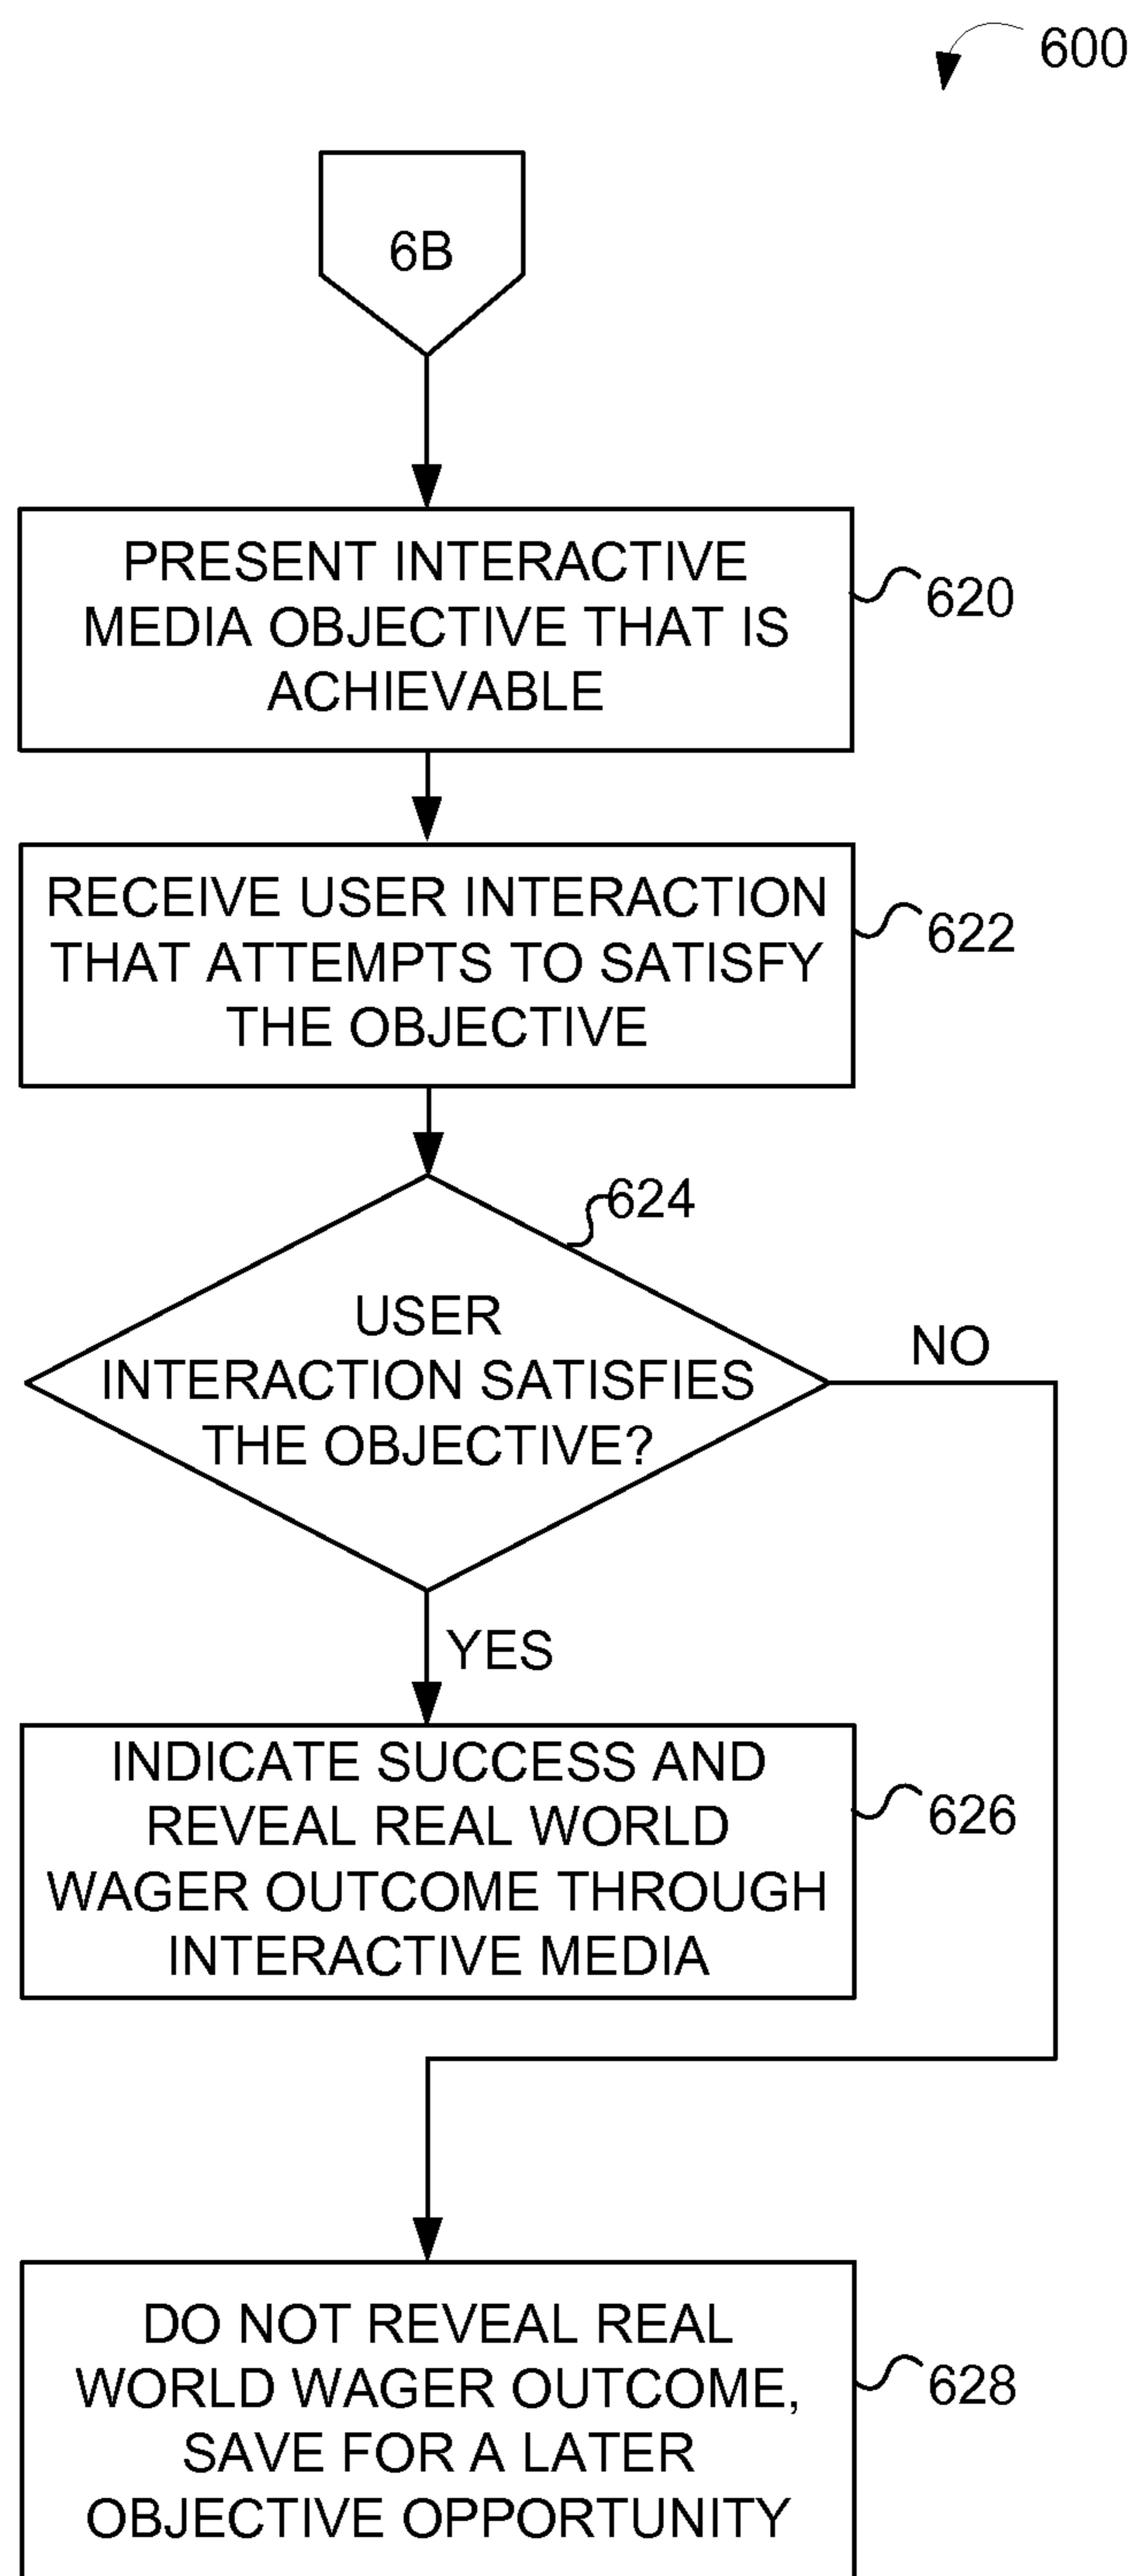 600
6B
PRESENT INTERACTIVE
MEDIA OBJECTIVE THAT IS
ACHIEVABLE
620
RECEIVE USER INTERACTION
THAT ATTEMPTS TO SATISFY
THE OBJECTIVE
622
624
USER
INTERACTION SATISFIES
THE OBJECTIVE?
NO
YES
INDICATE SUCCESS AND
REVEAL REAL WORLD
WAGER OUTCOME THROUGH
INTERACTIVE MEDIA
626
DO NOT REVEAL REAL
WORLD WAGER OUTCOME,
SAVE FOR A LATER
OBJECTIVE OPPORTUNITY
628